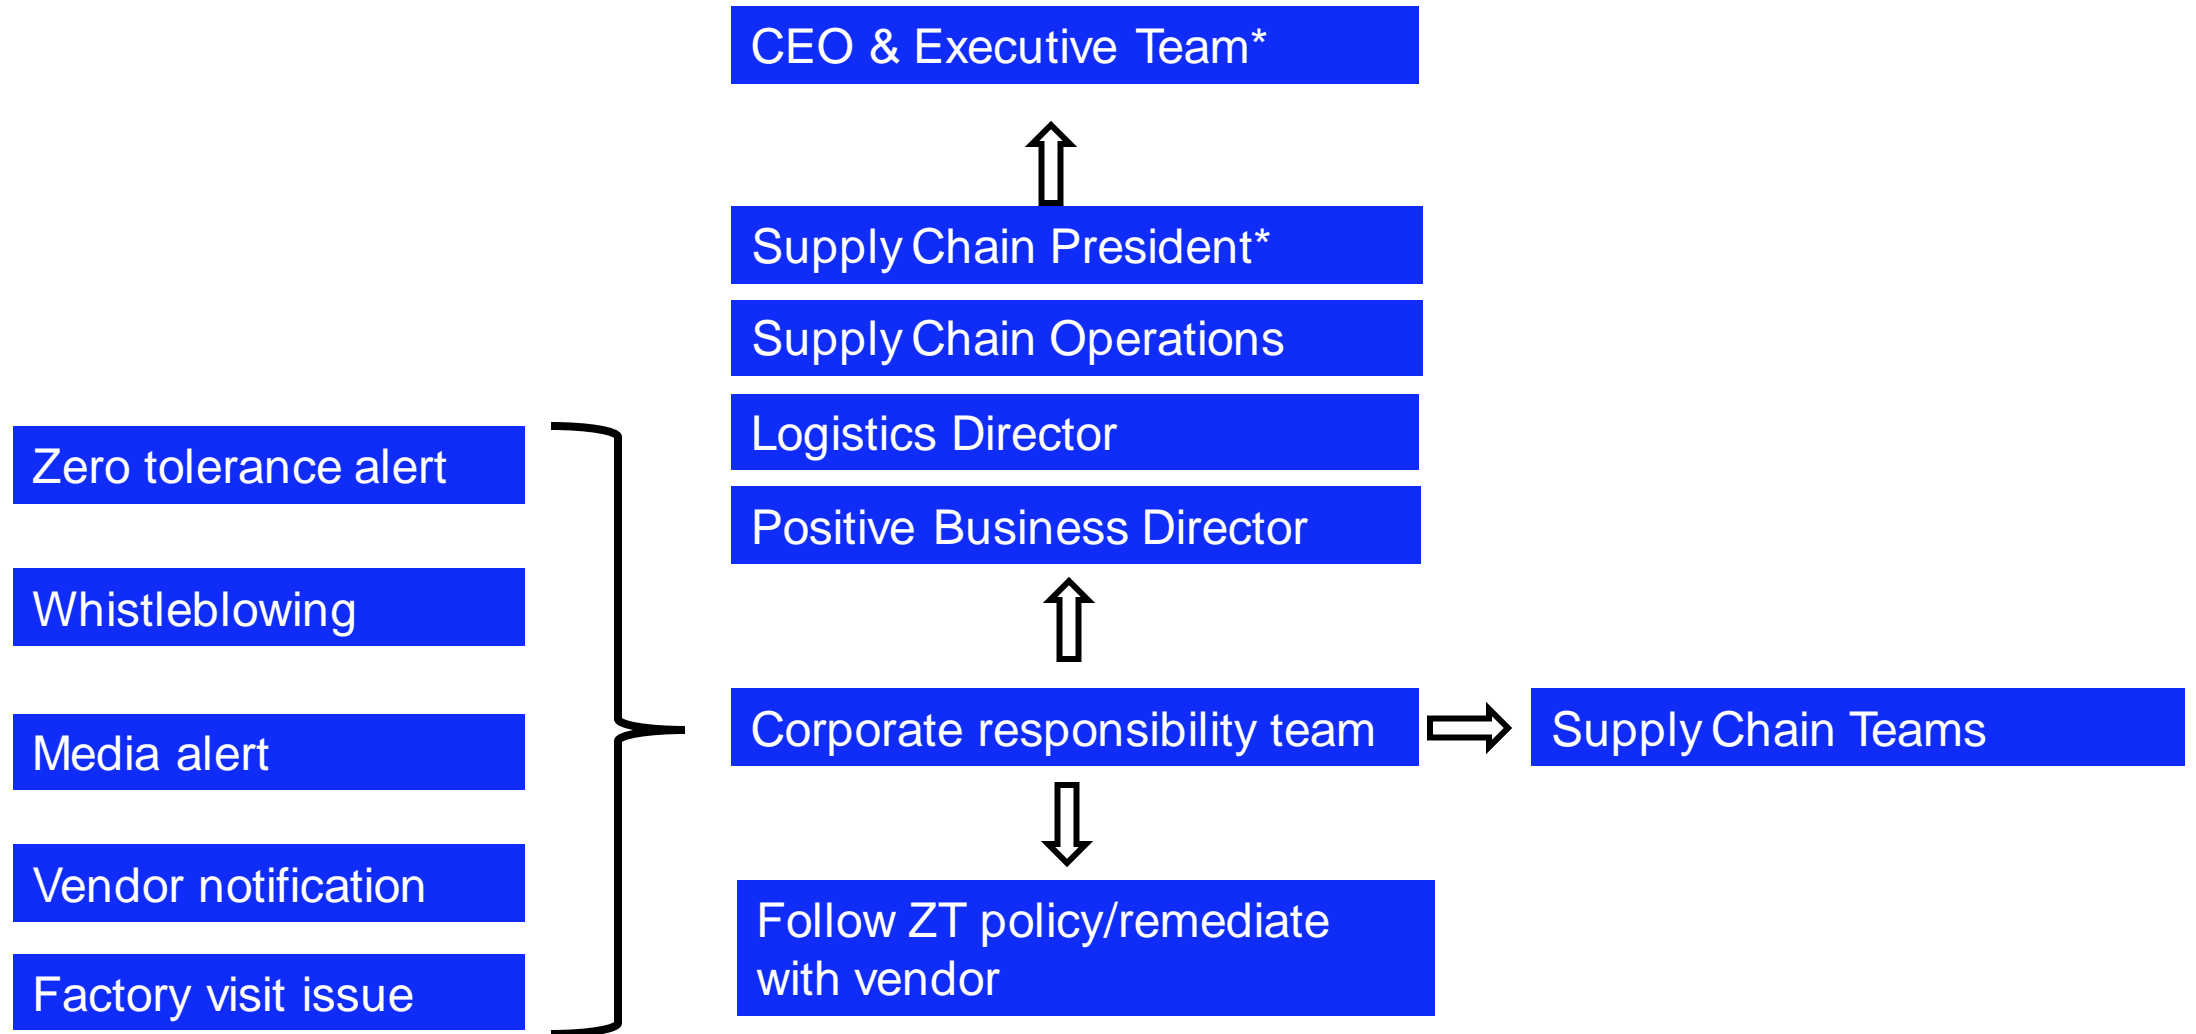 CEO & Executive Team*
Supply Chain President*
Supply Chain Operations
Logistics Director
Positive Business Director
Zero tolerance alert
Whistleblowing
Media alert
Vendor notification
Factory visit issue
Corporate responsibility team
Supply Chain Teams
Follow ZT policy/remediate
with vendor